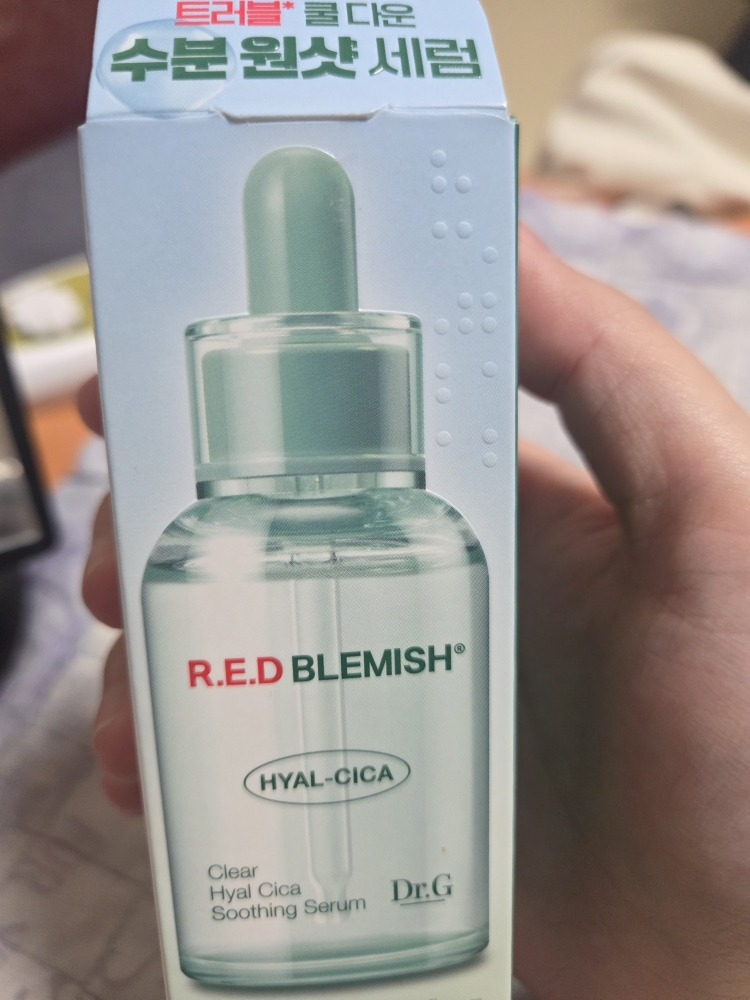 트러블* 쿨 다운
수분 원샷 세럼
R.E.D BLEMISH®
HYAL-CICA
Clear
Hyal Cica
Soothing Serum
Dr.G